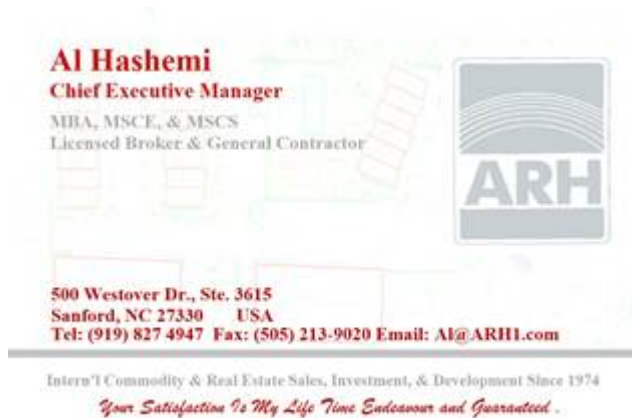 Al Hashemi
Chief Executive Manager
MBA, MSCE, & MSCS
Licensed Broker & General Contractor
ARH
500 Westover Dr., Ste. 3615
Sanford, NC 27330 USA
Tel: (919) 827 4947 Fax: (505) 213-9020 Email: Al@ARH1.com
Intern'l Commodity & Real Estate Sales, Investment, & Development Since 1974
Your Satisfaction Is My Life Time Endeavour and Guaranteed .